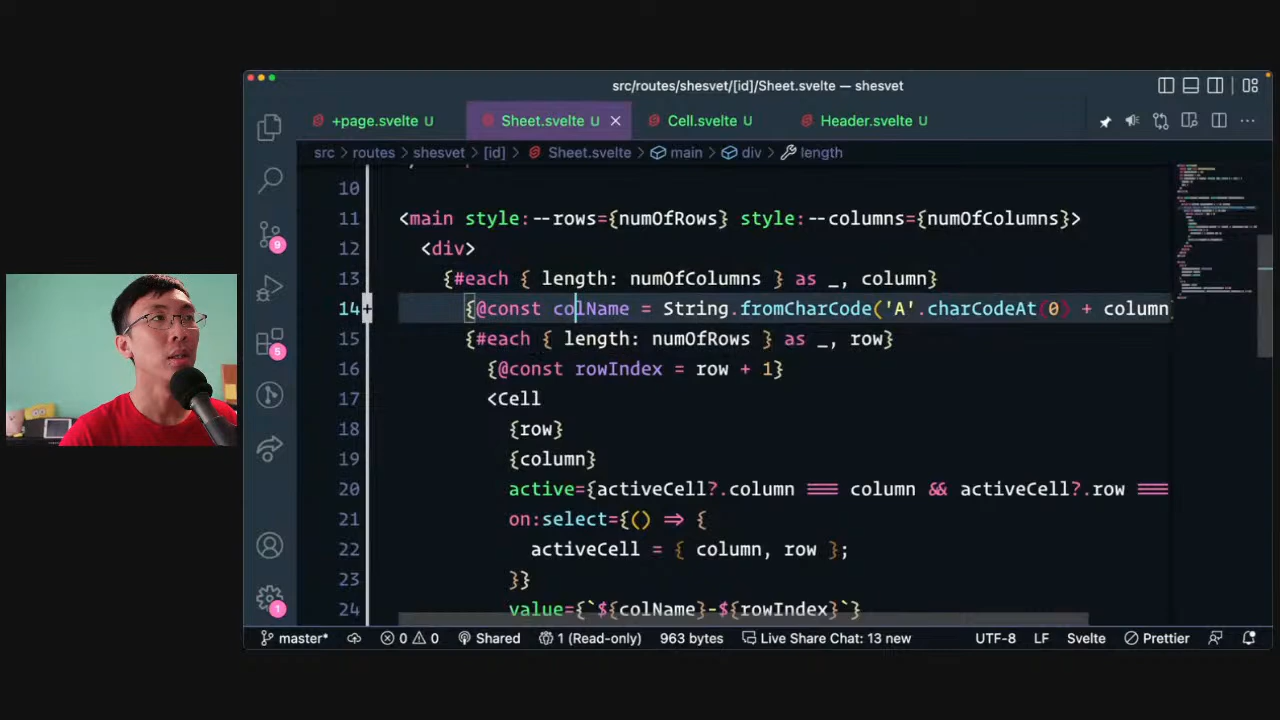 src/routes/shesvet/[id]/Sheet.svelte — shesvet
+page.svelte U
Sheet.svelte U
Cell.svelte U
Header.svelte U
src > routes > shesvet > [id] > Sheet.svelte > main > div > length
10
11 <main style:--rows={numOfRows} style:--columns={numOfColumns}>
12 <div>
13 {#each { length: numOfColumns } as _, column}
14 {@const colName = String.fromCharCode('A'.charCodeAt(0) + column
15 {#each { length: numOfRows } as _, row}
16 {@const rowIndex = row + 1}
17 <Cell
18 {row}
19 {column}
20 active={activeCell?.column === column && activeCell?.row ===
21 on:select={() => {
22 activeCell = { column, row };
23 }}
24 value={`${colName}-${rowIndex}`}
9
5
1
master* 0 0 Shared 1 (Read-only) 963 bytes Live Share Chat: 13 new UTF-8 LF Svelte Prettier